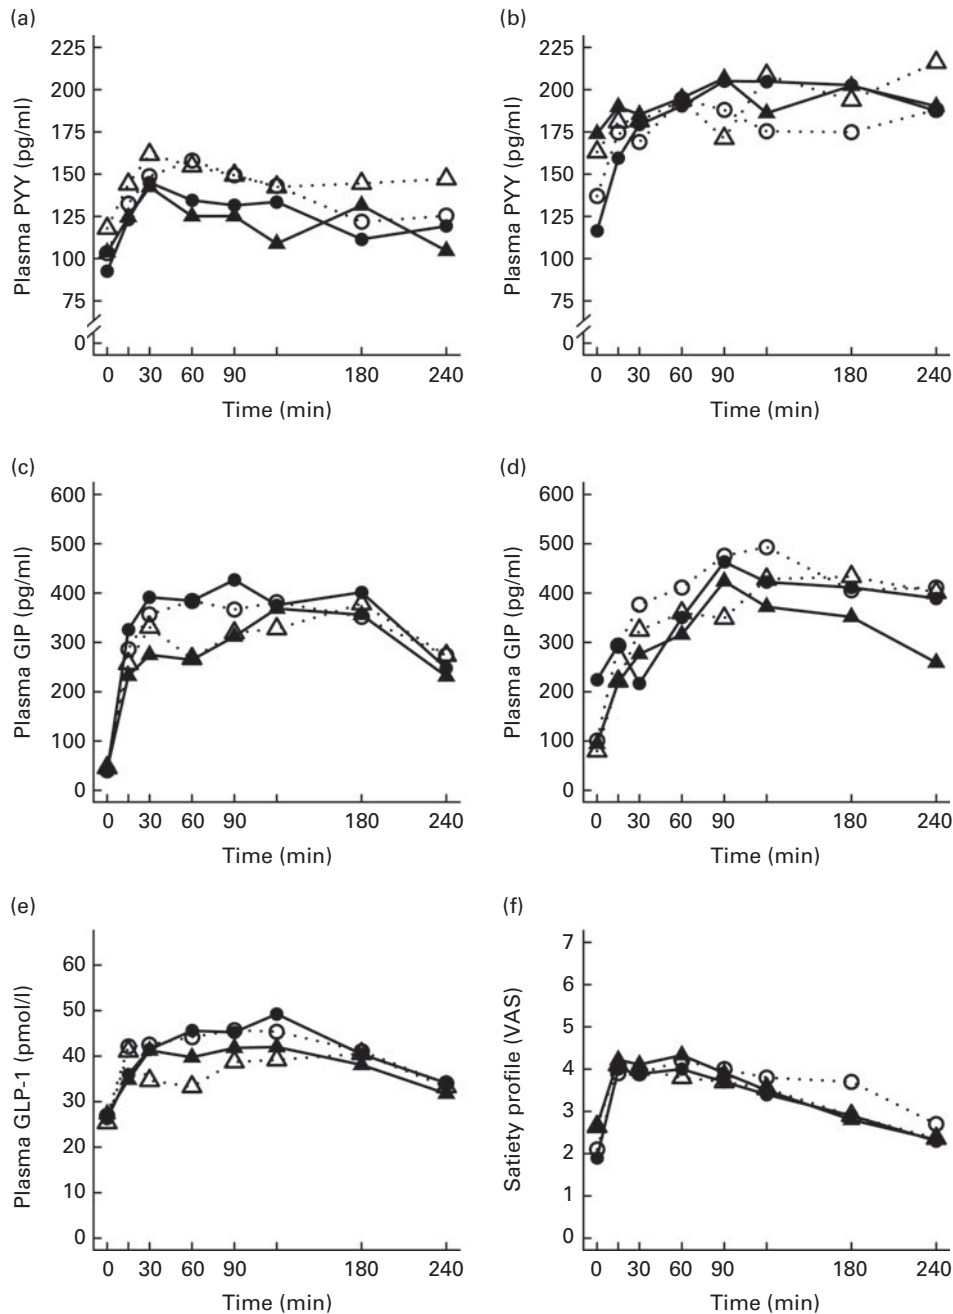 (a)
Plasma PYY (pg/ml)
225
200
175
150
125
100
75
0
0 30 60 90 180 240
Time (min)
(b)
Plasma PYY (pg/ml)
225
200
175
150
125
100
75
0
0 30 60 90 180 240
Time (min)
(c)
Plasma GIP (pg/ml)
600
500
400
300
200
100
0
0 30 60 90 180 240
Time (min)
(d)
Plasma GIP (pg/ml)
600
500
400
300
200
100
0
0 30 60 90 180 240
Time (min)
(e)
Plasma GLP-1 (pmol/l)
60
50
40
30
20
10
0
0 30 60 90 180 240
Time (min)
(f)
Satiety profile (VAS)
7
6
5
4
3
2
1
0
0 30 60 90 180 240
Time (min)